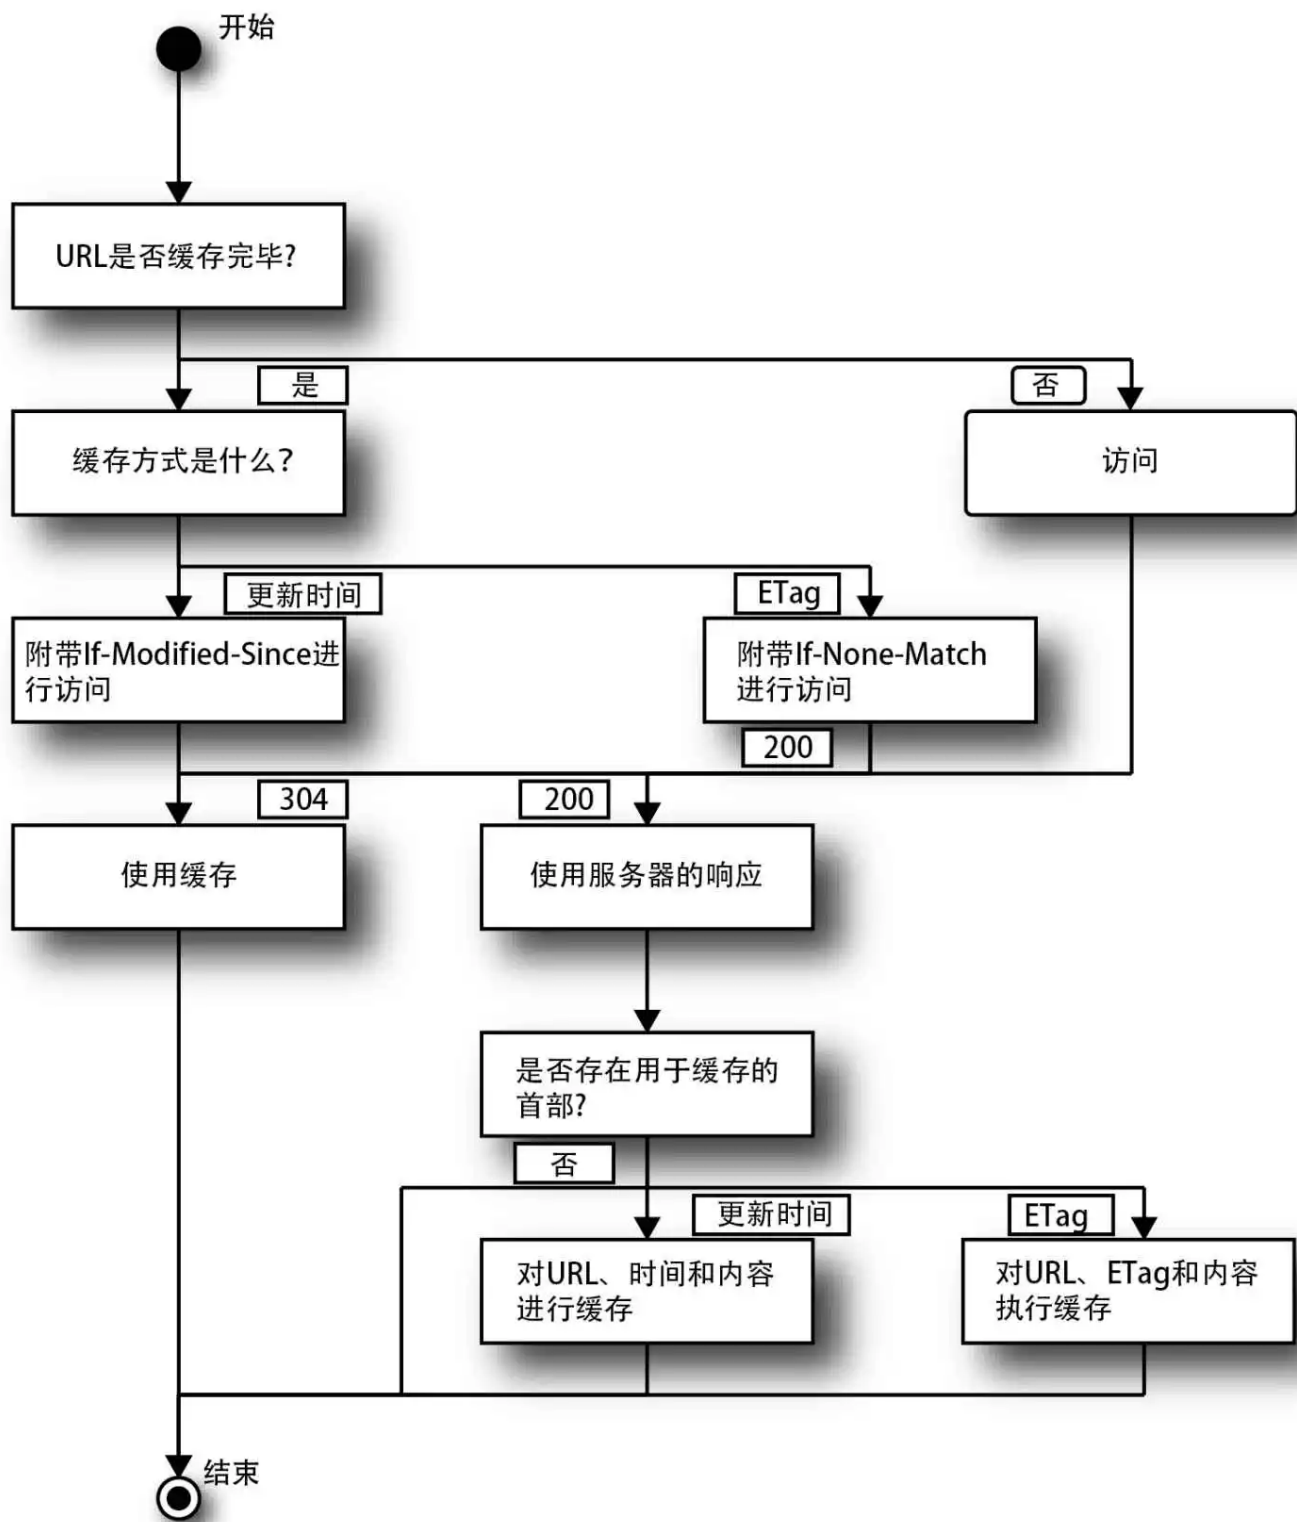 开始
URL是否缓存完毕?
是
否
缓存方式是什么?
访问
更新时间
ETag
附带If-Modified-Since进
行访问
附带If-None-Match
进行访问
200
304
200
使用缓存
使用服务器的响应
是否存在用于缓存的
首部?
否
更新时间
ETag
对URL、时间和内容
进行缓存
对URL、ETag和内容
执行缓存
结束